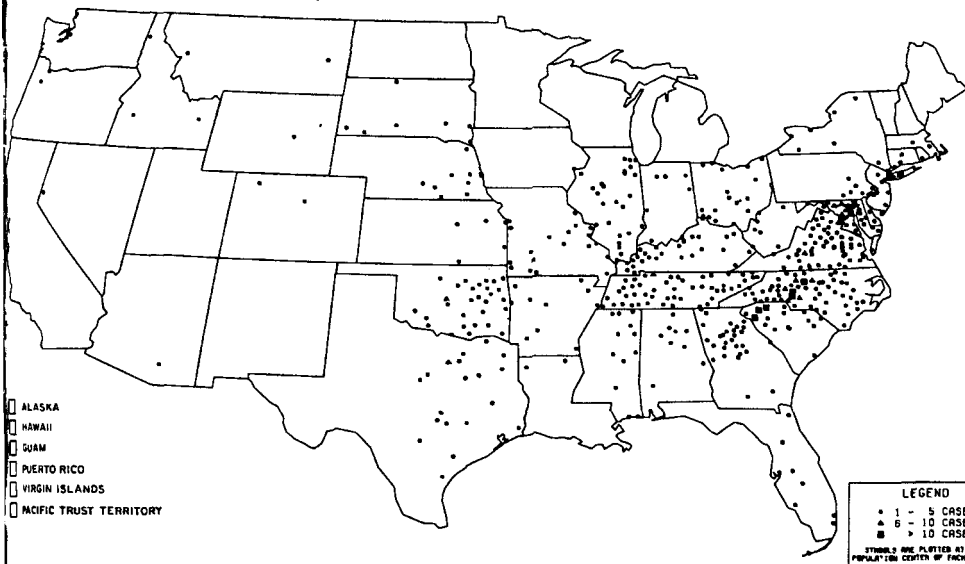 ALASKA
HAWAII
GUAM
PUERTO RICO
VIRGIN ISLANDS
PACIFIC TRUST TERRITORY
LEGEND
1 - 5 CASE
6 - 10 CASE
> 10 CASE
SYMBOLS ARE PLOTTED AT
POPULATION CENTER OF EACH